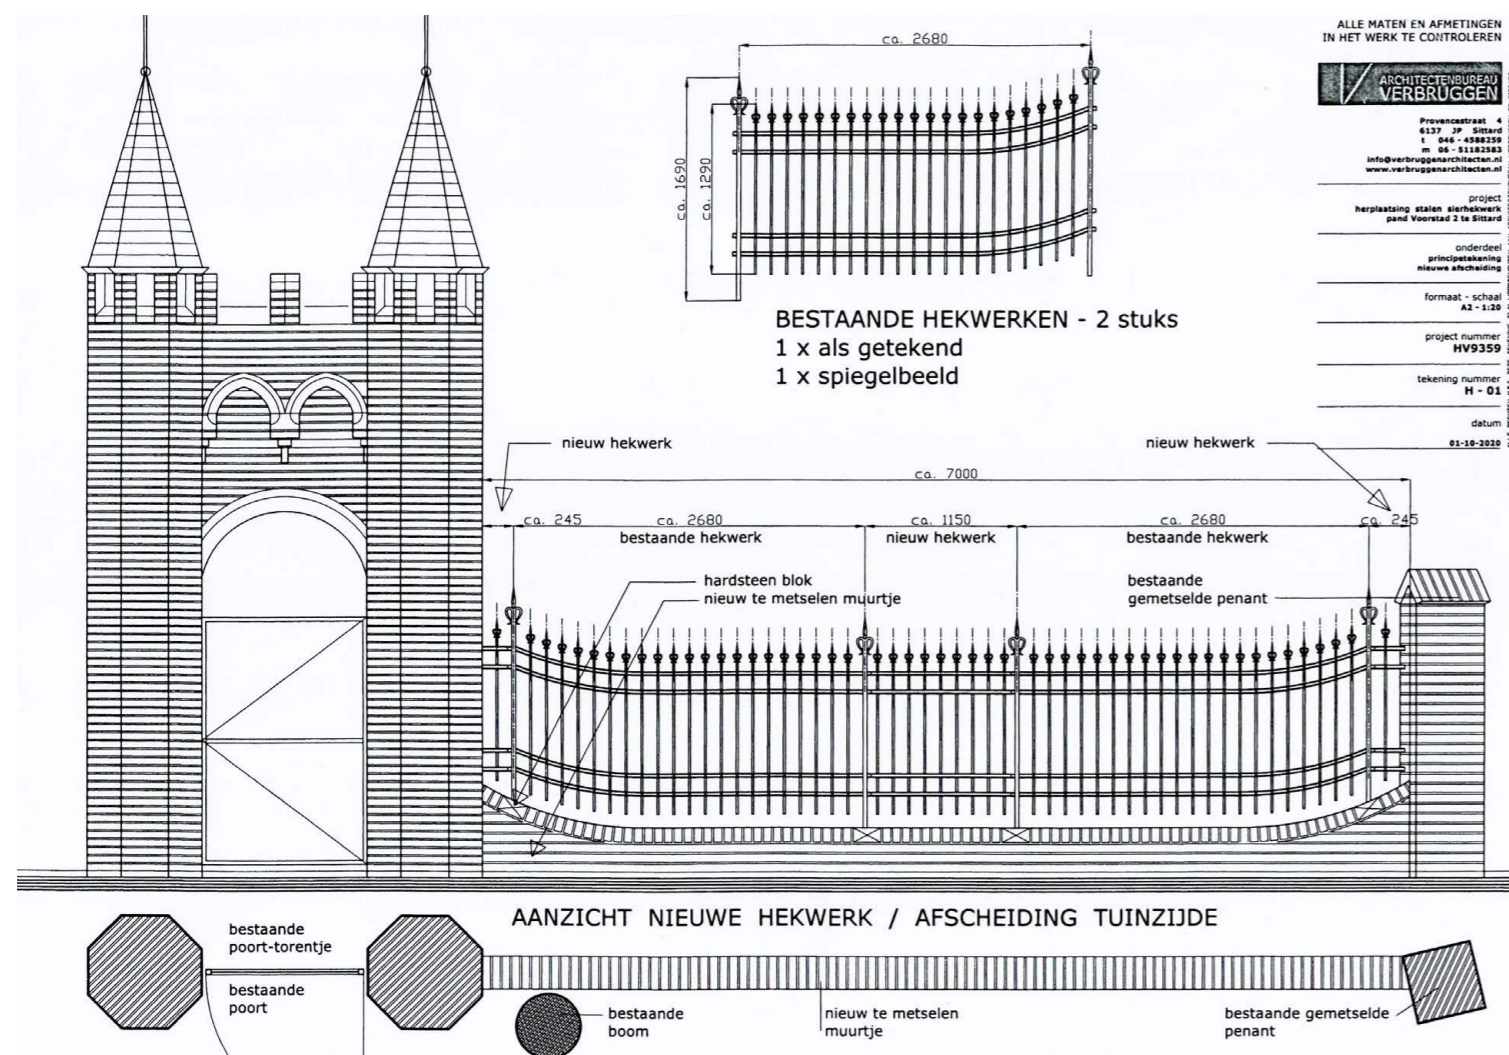 ALLE MATEN EN AFMETINGEN
IN HET WERK TE CONTROLEREN
ARCHITECTENBUREAU
VERBRUGGEN
Provencestraat 4
6137 JP Sittard
t 046 - 4588259
m 06 - 51182583
info@verbruggenarchitecten.nl
www.verbruggenarchitecten.nl
project
herplaatsing stalen sierhekwerk
pand Voorstad 2 te Sittard
onderdeel
principetekening
nieuwe afscheiding
formaat - schaal
A2 - 1:20
project nummer
HV9359
tekening nummer
H - 01
datum
01-10-2020
ca. 2680
ca. 1690
ca. 1290
BESTAANDE HEKWERKEN - 2 stuks
1 x als getekend
1 x spiegelbeeld
nieuw hekwerk
nieuw hekwerk
ca. 7000
ca. 245
ca. 2680
ca. 1150
ca. 2680
ca. 245
bestaande hekwerk
nieuw hekwerk
bestaande hekwerk
hardsteen blok
nieuw te metselen muurtje
bestaande
gemetselde penant
AANZICHT NIEUWE HEKWERK / AFSCHEIDING TUINZIJDE
bestaande
poort-torentje
bestaande
poort
bestaande
boom
nieuw te metselen
muurtje
bestaande gemetselde
penant